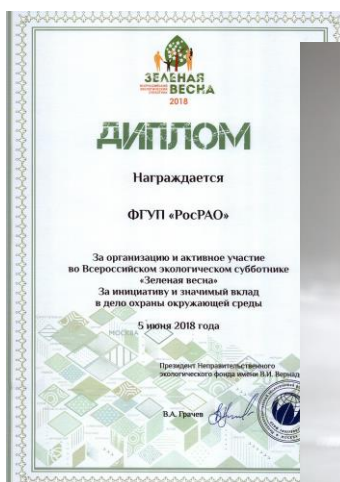 ЗЕЛЕНАЯ
ВЕСНА
2018
ДИПЛОМ
Награждается
ФГУП «РосРАО»
За организацию и активное участие
во Всероссийском экологическом субботнике
«Зеленая весна»
За инициативу и значимый вклад
в дело охраны окружающей среды
5 июня 2018 года
МОСКВА
Президент Неправительственного
экологического фонда имени В.И.
В.А. Грачев